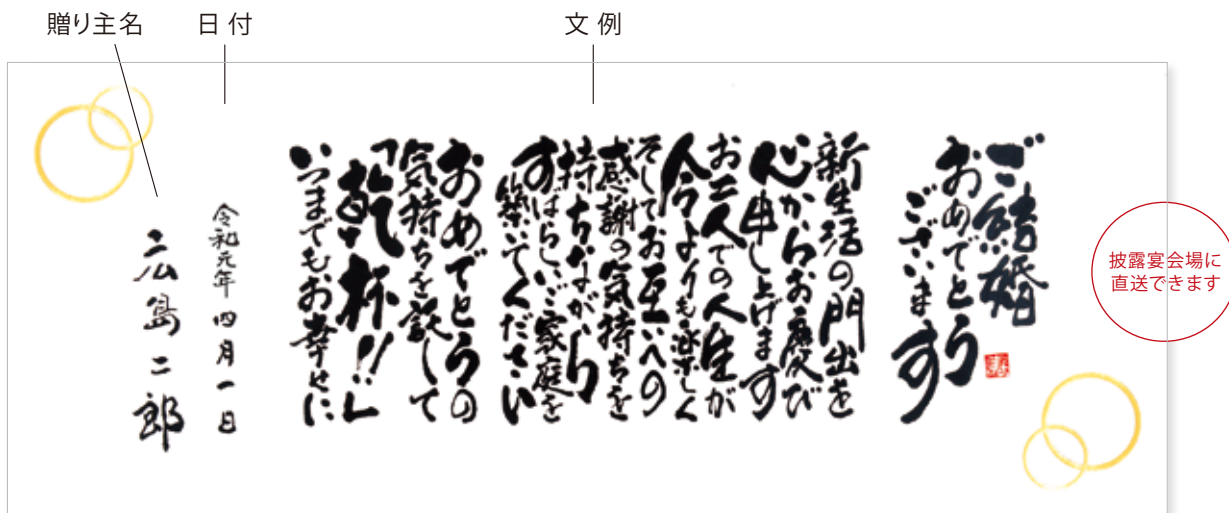 贈り主名
日付
文例
ご結婚
おめでとう
ございます
新生活の門出を
心からお慶び
申し上げます
お二人での人生が
今よりも楽しく
そしてお互いへの
感謝の気持ちを
持ちながら
すばらしいご家庭を
築いてください
おめでとうの
気持ちを託して
「乾杯!!」
いつまでもお幸せに
令和元年 四月一日
広島二郎
披露宴会場に
直送できます